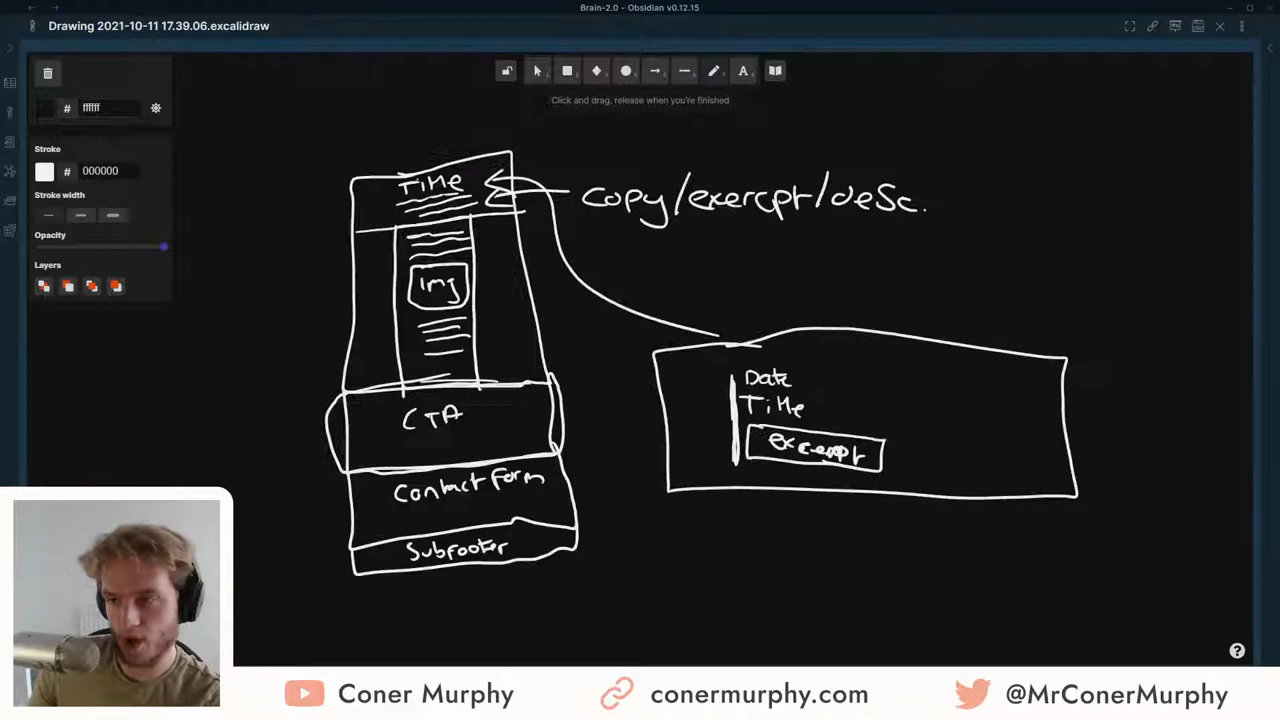 Brain-2.0 - Obsidian v0.12.15
Drawing 2021-10-11 17.39.06.excalidraw
# ffffff
Click and drag, release when you're finished
Stroke
# 000000
Stroke width
Opacity
Layers
Title
copy/exercpt/desc.
Img
CTA
Contact Form
Subfooter
Date
Title
excerpt
?
Coner Murphy
conermurphy.com
@MrConerMurphy